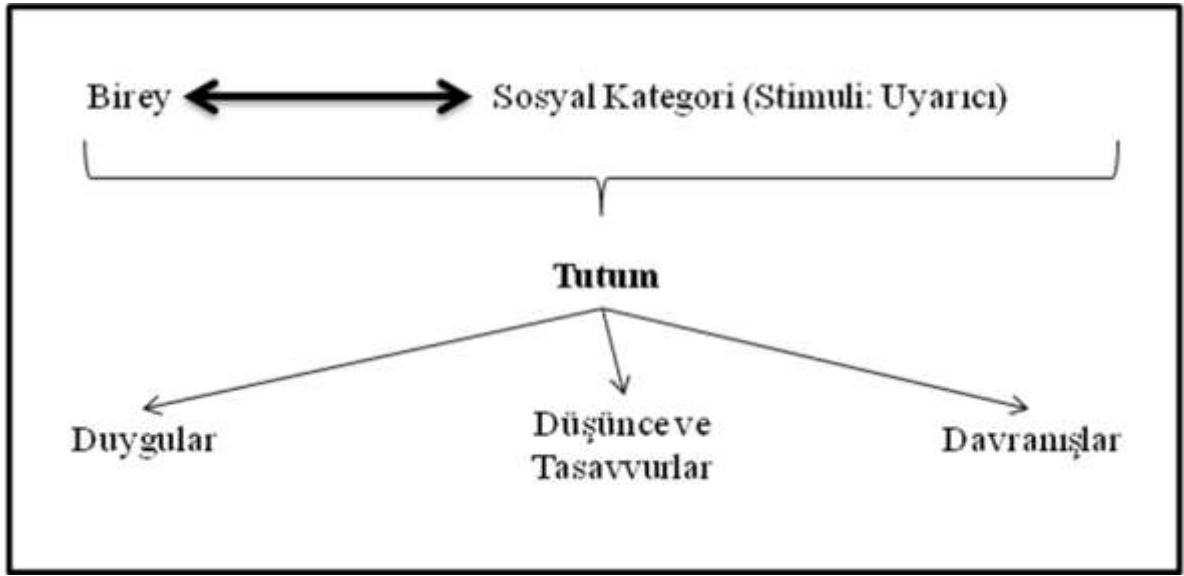 Birey Sosyal Kategori (Stimuli: Uyarıcı)
Tutum
Duygular
Düşünce ve
Tasavvurlar
Davranışlar